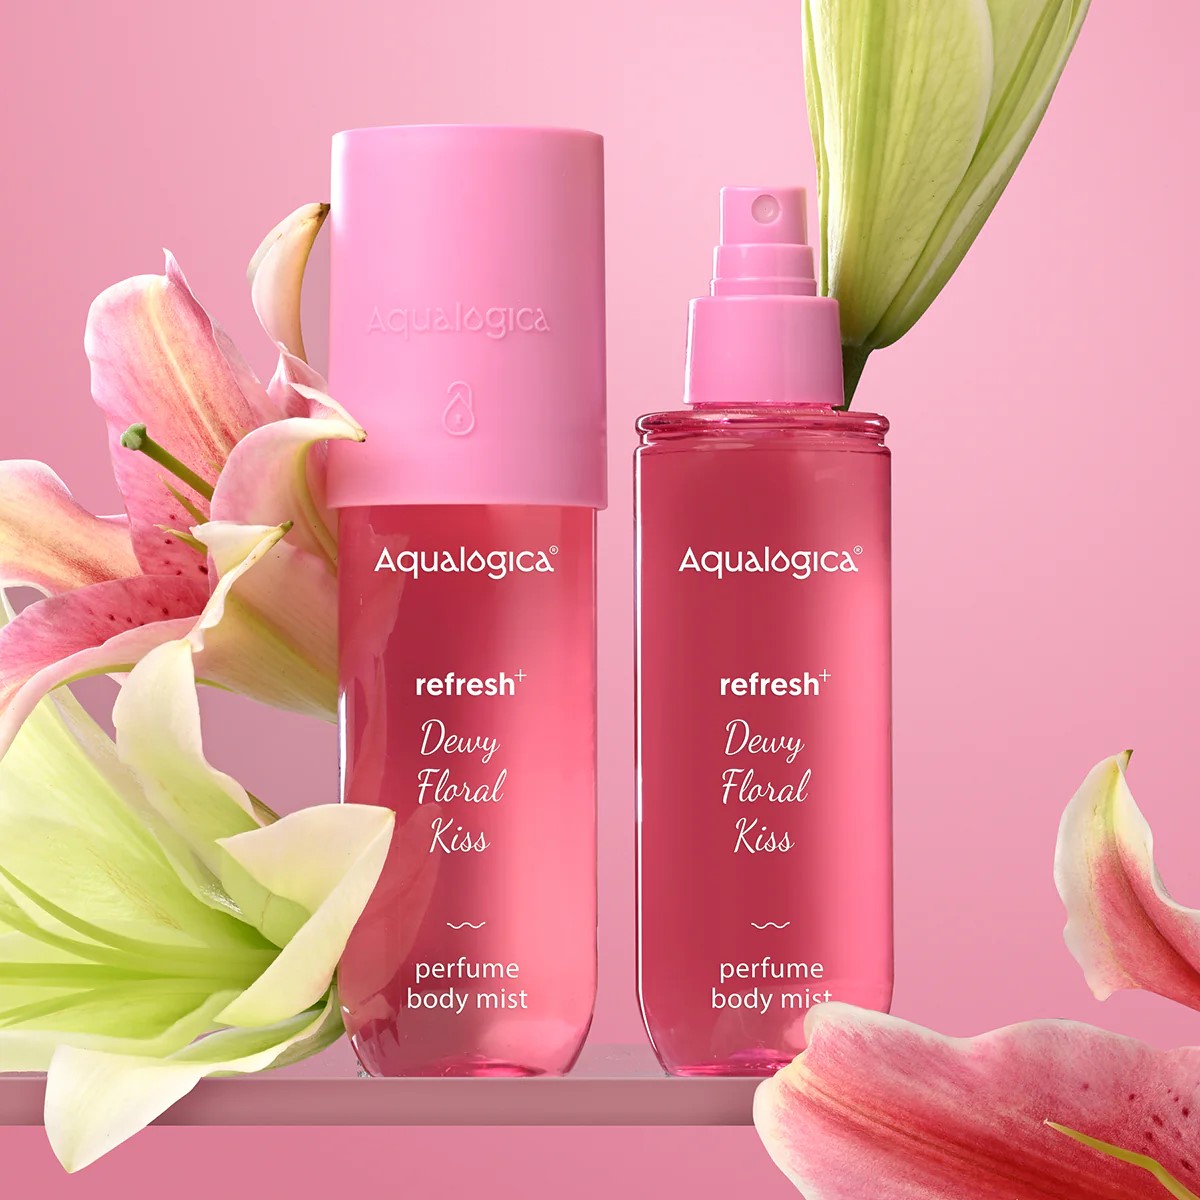 Aqualogica
Aqualogica®
refresh+
Dewy
Floral
Kiss
perfume
body mist
Aqualogica®
refresh+
Dewy
Floral
Kiss
perfume
body mist